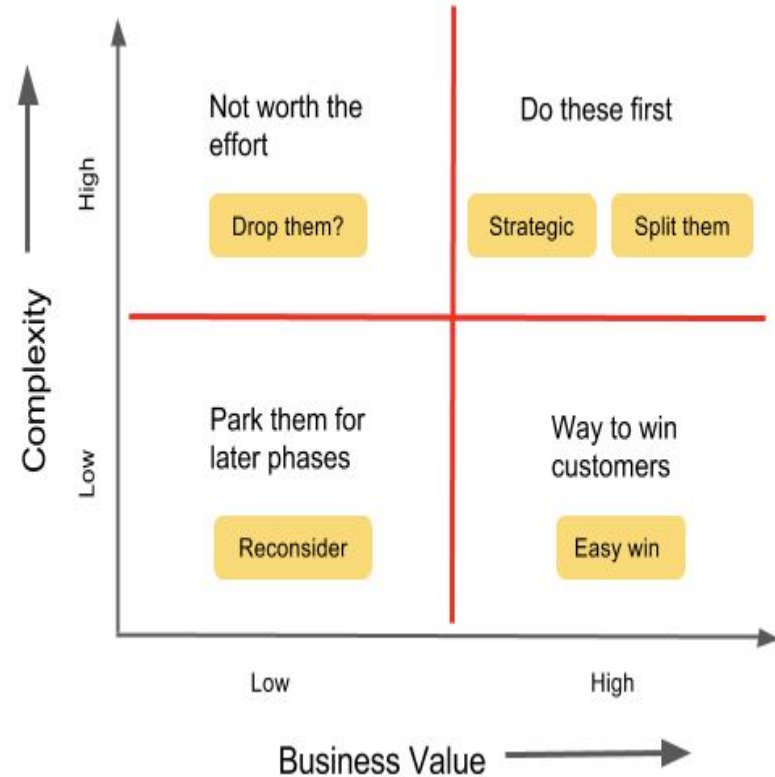 Not worth the
effort
Drop them?
Do these first
Strategic
Split them
High
Complexity
Low
Park them for
later phases
Reconsider
Way to win
customers
Easy win
Low
High
Business Value